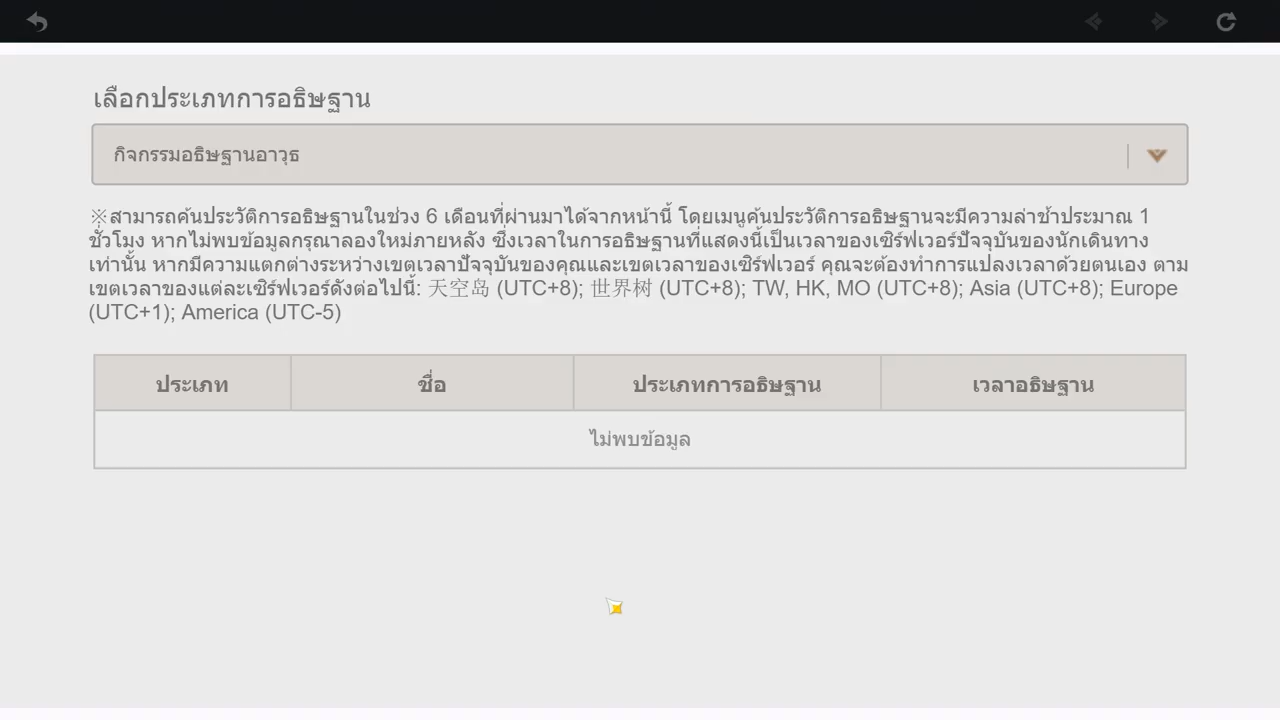 เลือกประเภทการอธิษฐาน
กิจกรรมอธิษฐานอาวุธ
※สามารถค้นประวัติการอธิษฐานในช่วง 6 เดือนที่ผ่านมาได้จากหน้านี้ โดยเมนูค้นประวัติการอธิษฐานจะมีความล่าช้าประมาณ 1
ชั่วโมง หากไม่พบข้อมูลกรุณาลองใหม่ภายหลัง ซึ่งเวลาในการอธิษฐานที่แสดงนี้เป็นเวลาของเซิร์ฟเวอร์ปัจจุบันของนักเดินทาง
เท่านั้น หากมีความแตกต่างระหว่างเขตเวลาปัจจุบันของคุณและเขตเวลาของเซิร์ฟเวอร์ คุณจะต้องทำการแปลงเวลาด้วยตนเอง ตาม
เขตเวลาของแต่ละเซิร์ฟเวอร์ดังต่อไปนี้: 天空岛 (UTC+8); 世界树 (UTC+8); TW, HK, MO (UTC+8); Asia (UTC+8); Europe
(UTC+1); America (UTC-5)
ประเภท ชื่อ ประเภทการอธิษฐาน เวลาอธิษฐาน
ไม่พบข้อมูล